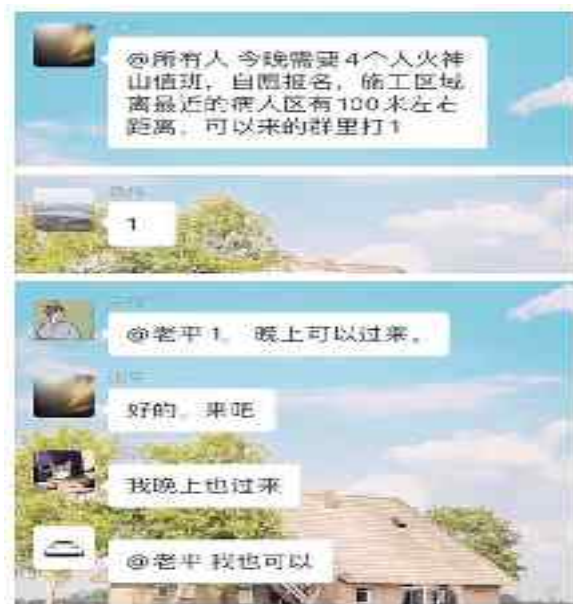 @所有人 今晚需要4个人火神
山值班，自愿报名，施工区域
离最近的病人区有100米左右
距离，可以来的群里打1
1
@老平 1， 晚上可以过来。
好的，来吧
我晚上也过来
@老平 我也可以